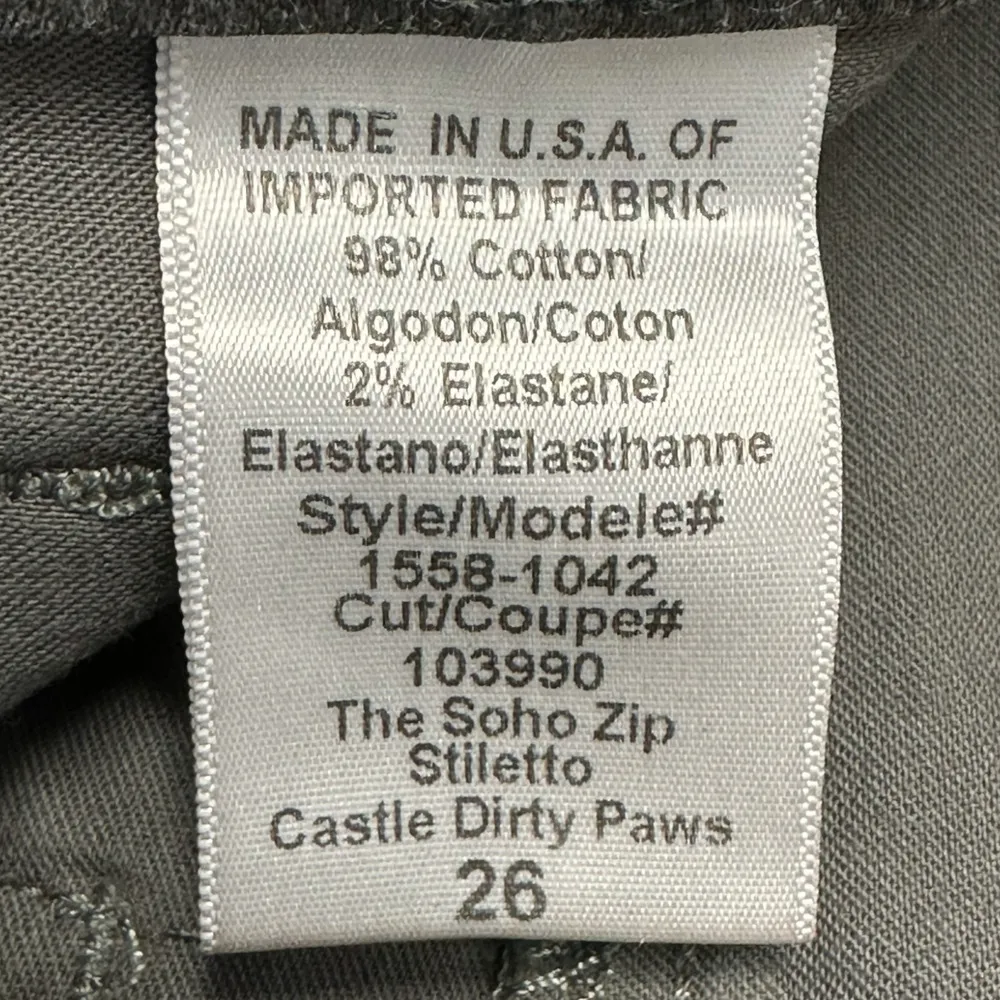 MADE IN U.S.A. OF
IMPORTED FABRIC
98% Cotton/
Algodon/Coton
2% Elastane/
Elastano/Elasthanne
Style/Modele#
1558-1042
Cut/Coupe#
103990
The Soho Zip
Stiletto
Castle Dirty Paws
26